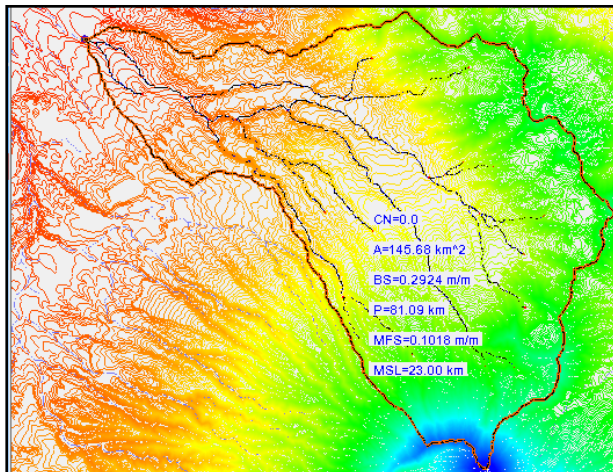 CN=0.0
A=145.68 km^2
BS=0.2924 m/m
P=81.09 km
MFS=0.1018 m/m
MSL=23.00 km